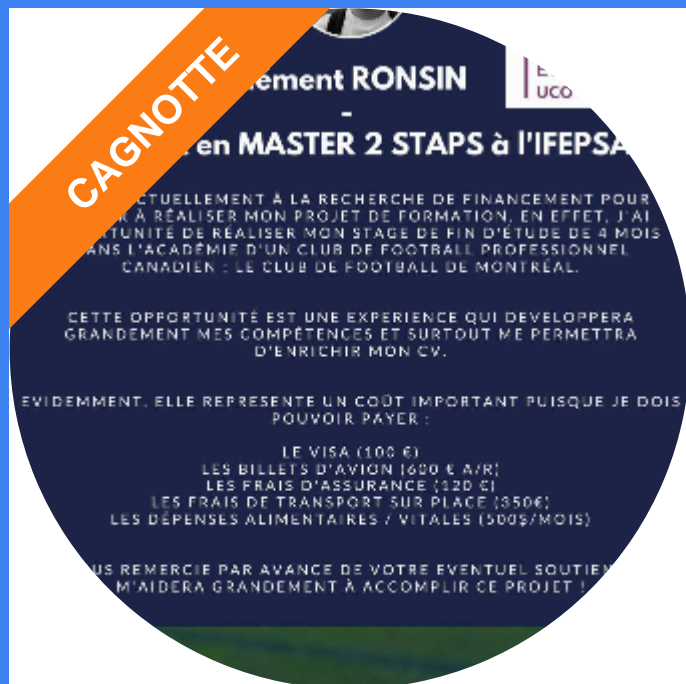 CAGNOTTE
ément RONSIN
E
UCO
-
en MASTER 2 STAPS à l'IFEPSA
CTUELLEMENT À LA RECHERCHE DE FINANCEMENT POUR
R À RÉALISER MON PROJET DE FORMATION, EN EFFET, J'AI
RTUNITÉ DE RÉALISER MON STAGE DE FIN D'ÉTUDE DE 4 MOIS
ANS L'ACADÉMIE D'UN CLUB DE FOOTBALL PROFESSIONNEL
CANADIEN : LE CLUB DE FOOTBALL DE MONTRÉAL.
CETTE OPPORTUNITÉ EST UNE EXPERIENCE QUI DEVELOPPERA
GRANDEMENT MES COMPÉTENCES ET SURTOUT ME PERMETTRA
D'ENRICHIR MON CV.
EVIDEMMENT, ELLE REPRESENTE UN COÛT IMPORTANT PUISQUE JE DOIS
POUVOIR PAYER :
LE VISA (100 €)
LES BILLETS D'AVION (600 € A/R)
LES FRAIS D'ASSURANCE (120 €)
LES FRAIS DE TRANSPORT SUR PLACE (350€)
LES DÉPENSES ALIMENTAIRES / VITALES (500$/MOIS)
US REMERCIE PAR AVANCE DE VOTRE EVENTUEL SOUTIEN
M'AIDERA GRANDEMENT À ACCOMPLIR CE PROJET !